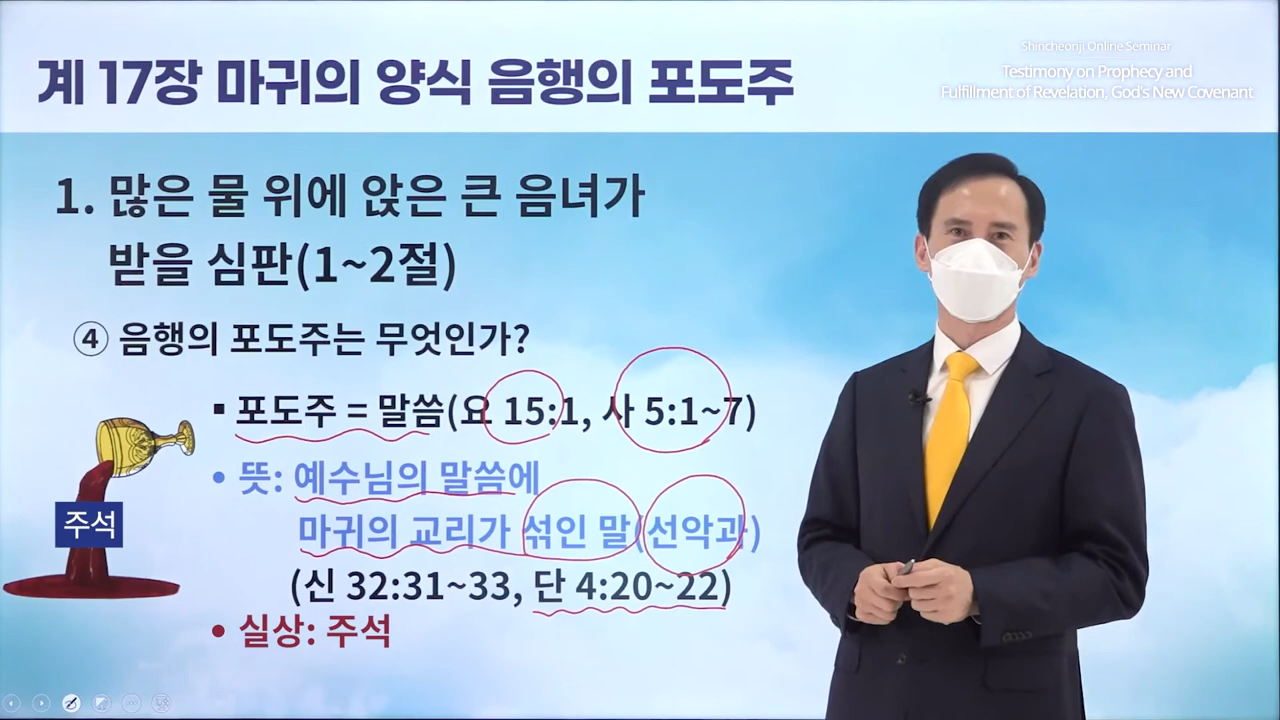 계 17장 마귀의 양식 음행의 포도주
Shincheonji Online Seminar
Testimony on Prophecy and
Fulfillment of Revelation, God's New Covenant
1. 많은 물 위에 앉은 큰 음녀가
받을 심판(1~2절)
④ 음행의 포도주는 무엇인가?
▪ 포도주 = 말씀(요 15:1, 사 5:1~7)
• 뜻: 예수님의 말씀에
마귀의 교리가 섞인 말(선악과)
(신 32:31~33, 단 4:20~22)
• 실상: 주석
주석